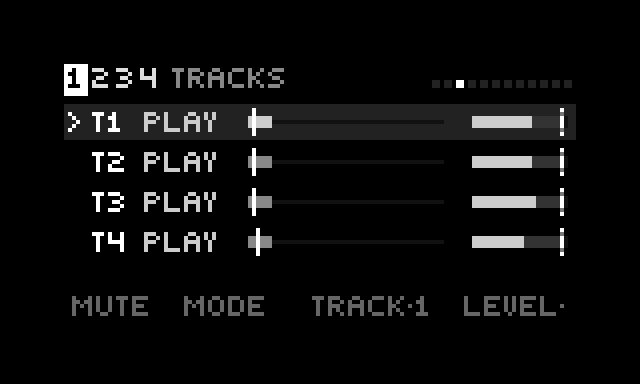 1234 TRACKS
> T1 PLAY
T2 PLAY
T3 PLAY
T4 PLAY
MUTE MODE TRACK·1 LEVEL·